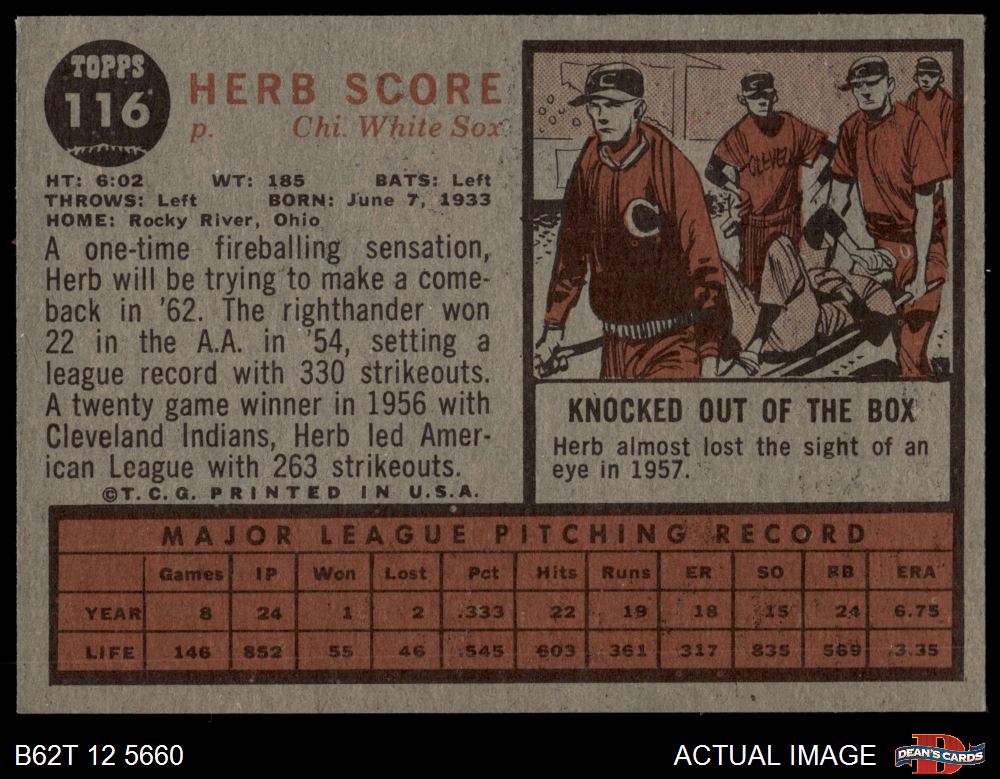 TOPPS
116
HERB SCORE
p. Chi. White Sox
HT: 6:02 WT: 185 BATS: Left
THROWS: Left BORN: June 7, 1933
HOME: Rocky River, Ohio
A one-time fireballing sensation,
Herb will be trying to make a come-
back in '62. The righthander won
22 in the A.A. in '54, setting a
league record with 330 strikeouts.
A twenty game winner in 1956 with
Cleveland Indians, Herb led Amer-
ican League with 263 strikeouts.
©T.C.G. PRINTED IN U.S.A.
C
C
CLEVEL
KNOCKED OUT OF THE BOX
Herb almost lost the sight of an
eye in 1957.
MAJOR LEAGUE PITCHING RECORD
Games IP Won Lost Pct Hits Runs ER SO BB ERA
YEAR 8 24 1 2 .333 22 19 18 15 24 6.75
LIFE 146 852 55 46 .545 603 361 317 835 569 3.35
B62T 12 5660
ACTUAL IMAGE
D
DEAN'S CARDS